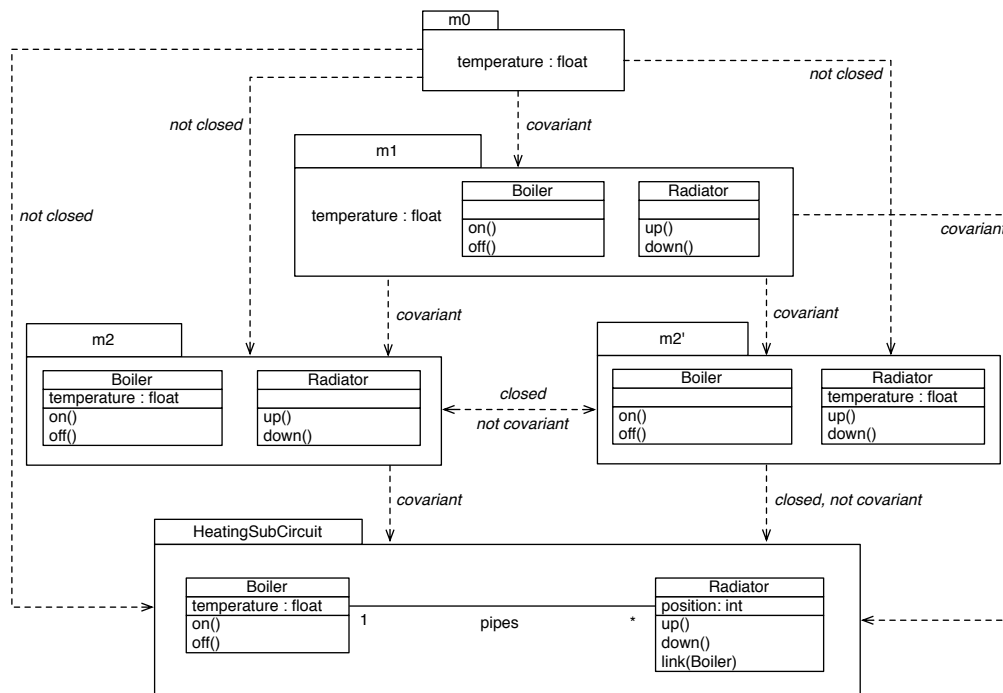 m0
temperature : float
not closed
not closed
covariant
not closed
m1
temperature : float
Boiler
on()
off()
Radiator
up()
down()
covariant
covariant
covariant
m2
Boiler
temperature : float
on()
off()
Radiator
up()
down()
closed
not covariant
m2'
Boiler
on()
off()
Radiator
temperature : float
up()
down()
covariant
closed, not covariant
HeatingSubCircuit
Boiler
temperature : float
on()
off()
1
pipes
*
Radiator
position: int
up()
down()
link(Boiler)